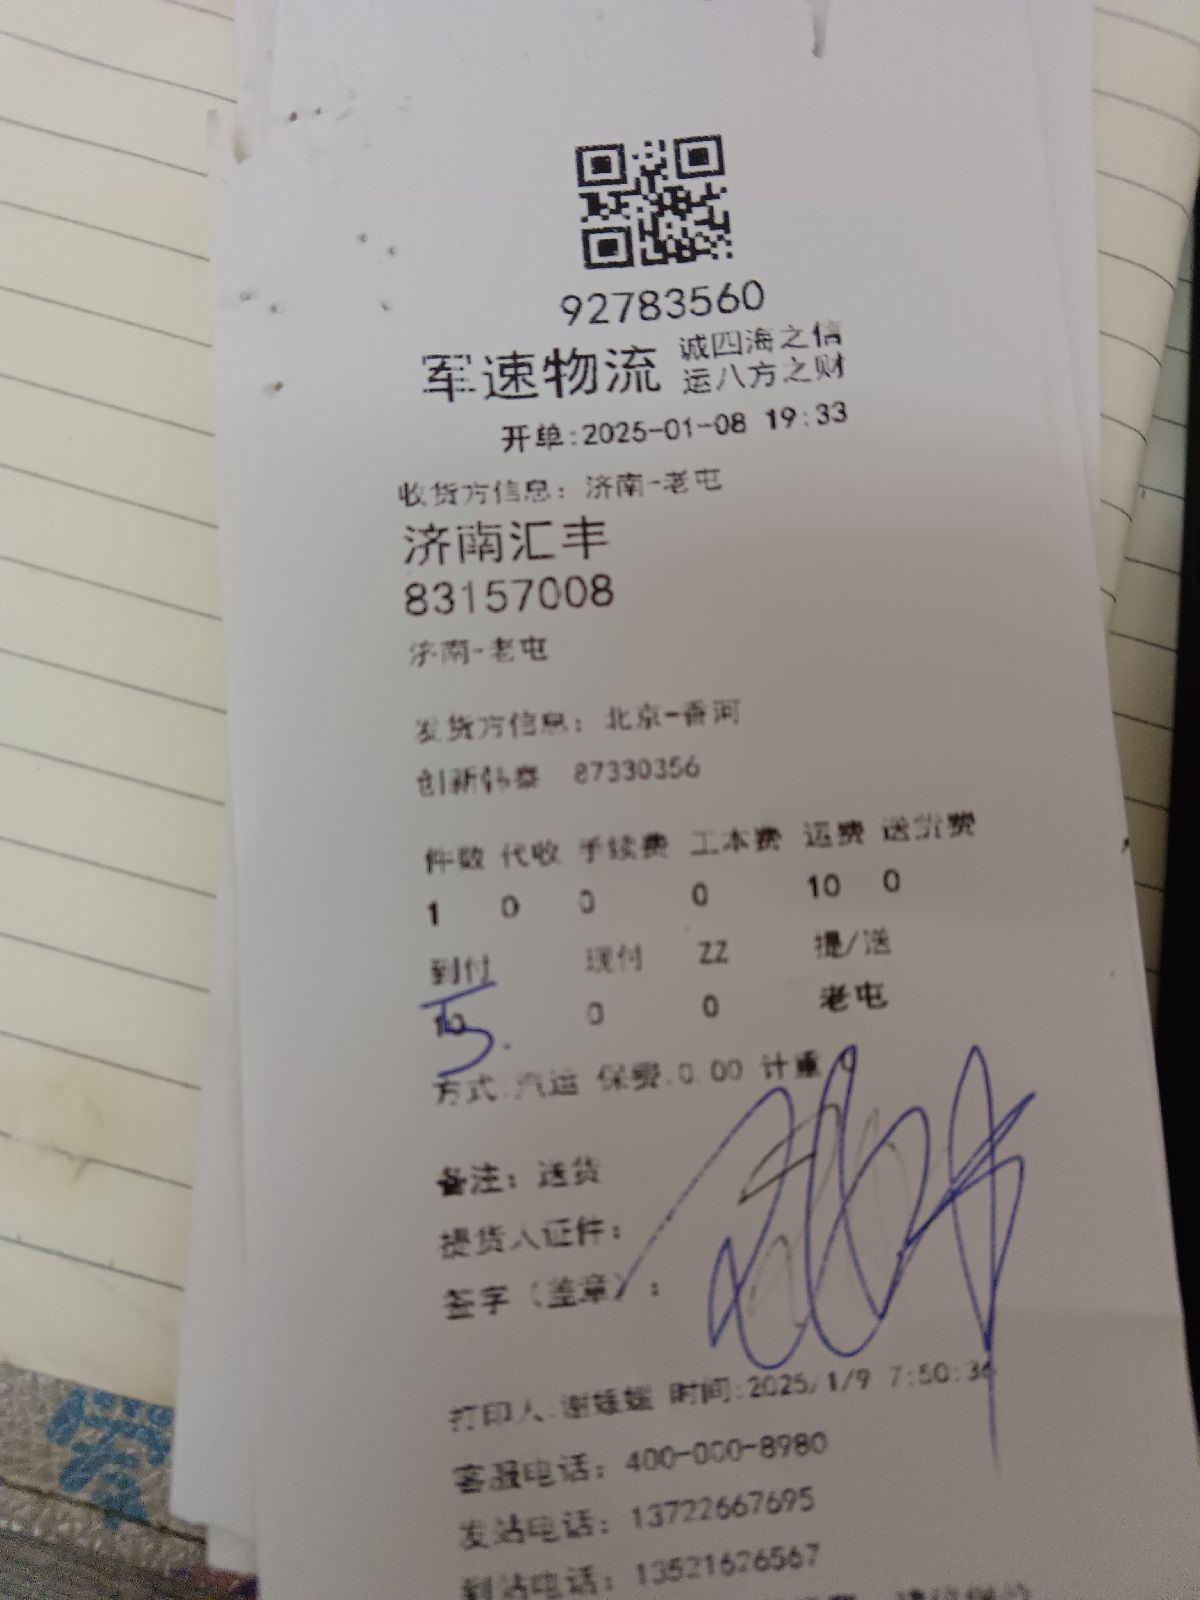 92783560
军速物流 诚四海之信
运八方之财
开单:2025-01-08 19:33
收货方信息：济南-老屯
济南汇丰
83157008
济南-老屯
发货方信息：北京-香河
创新韩泰 87330356
件数 代收 手续费 工本费 运费 送货费
1 0 0 0 10 0
到付 现付 ZZ 提/送
10 0 0 老屯
5.
方式:汽运 保费:0.00 计重 0
备注：送货
提货人证件：
签字（盖章）：
打印人:谢媛媛 时间:2025/1/9 7:50:36
客服电话：400-000-8980
发站电话：13722667695
到站电话：13521626567